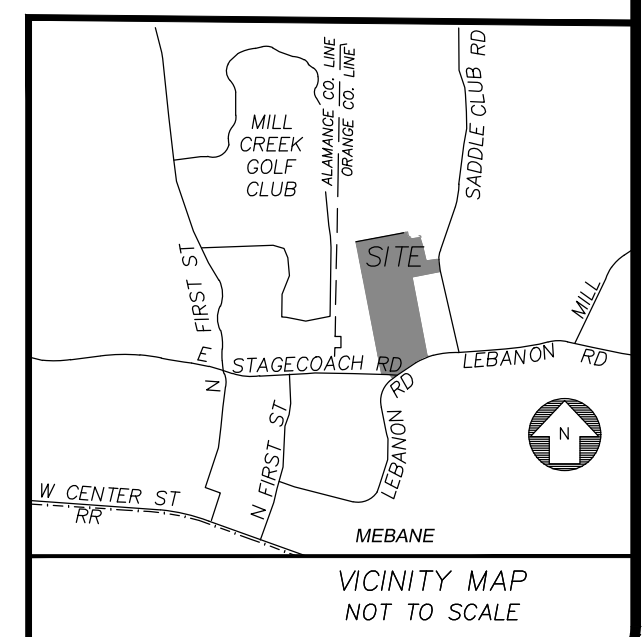 MILL
CREEK
GOLF
CLUB
ALAMANCE CO. LINE
ORANGE CO. LINE
SADDLE CLUB RD
SITE
FIRST ST
N
E STAGECOACH RD
LEBANON RD
LEBANON RD
MILL
N
N FIRST ST
W CENTER ST
RR
MEBANE
VICINITY MAP
NOT TO SCALE